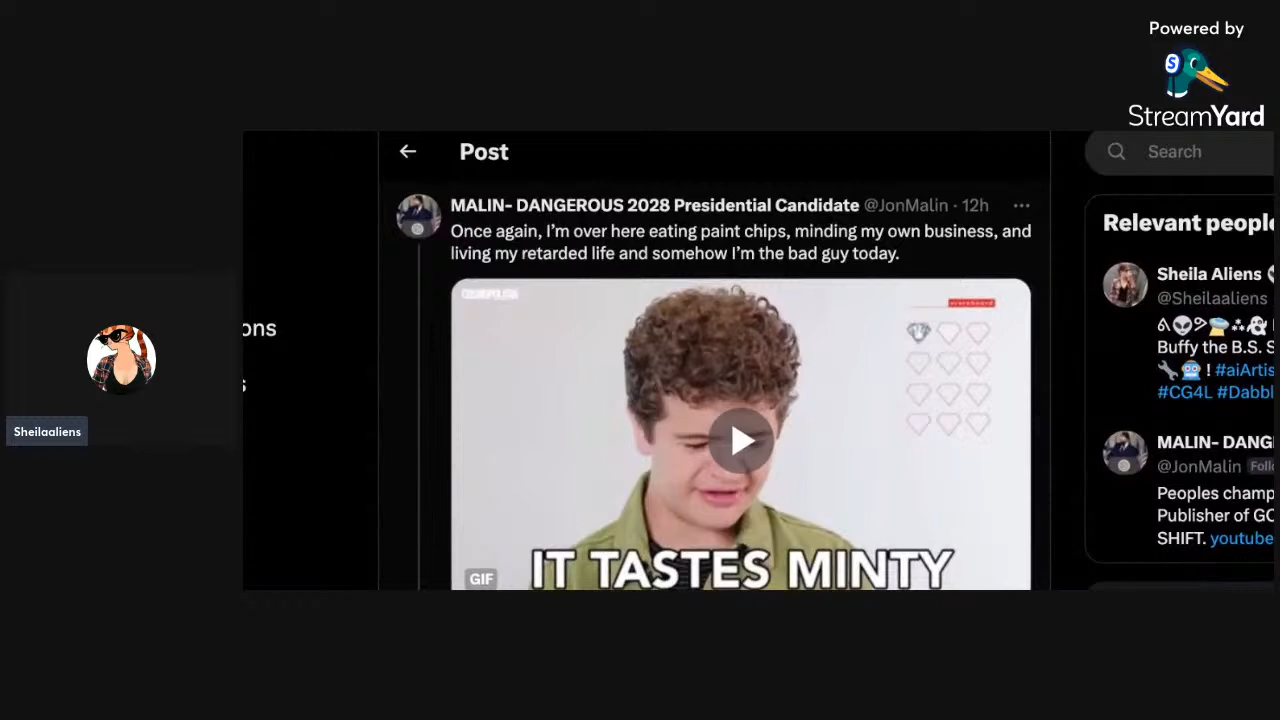 Powered by
StreamYard
Post
Search
MALIN- DANGEROUS 2028 Presidential Candidate @JonMalin · 12h
Once again, I'm over here eating paint chips, minding my own business, and
living my retarded life and somehow I'm the bad guy today.
COSMOPOLITAN
IT TASTES MINTY
GIF
ons
s
Sheilaaliens
Relevant people
Sheila Aliens
@Sheilaaliens
Buffy the B.S. S
! #aiArtis
#CG4L #Dabbl
MALIN- DANG
@JonMalin Follo
Peoples champ
Publisher of GC
SHIFT. youtube